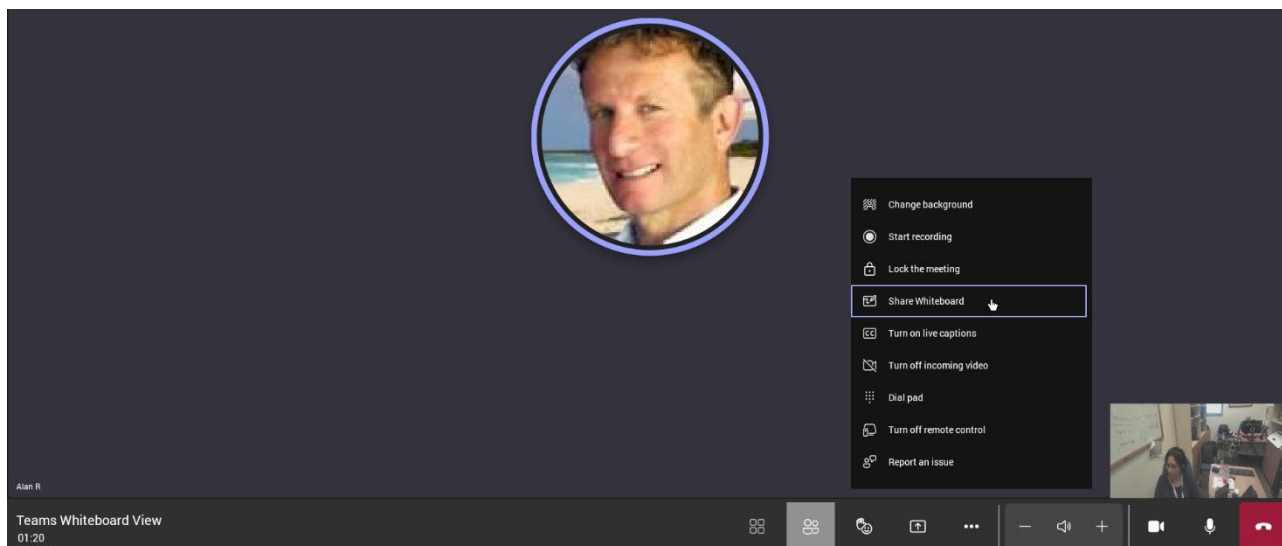 Change background
Start recording
Lock the meeting
Share Whiteboard
CC Turn on live captions
Turn off incoming video
Dial pad
Turn off remote control
Report an issue
Alan R
Teams Whiteboard View
01:20